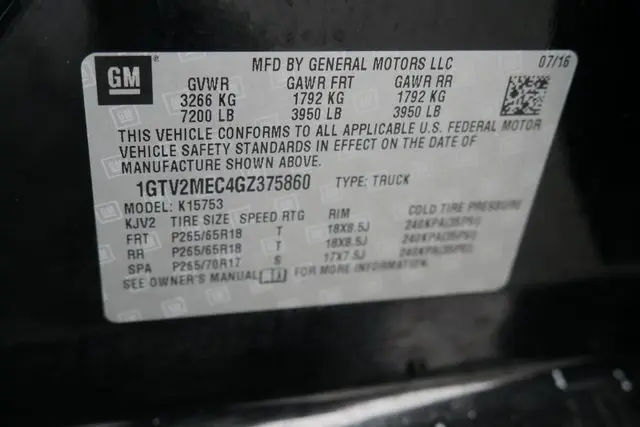 GM
MFD BY GENERAL MOTORS LLC 07/16
GVWR GAWR FRT GAWR RR
3266 KG 1792 KG 1792 KG
7200 LB 3950 LB 3950 LB
THIS VEHICLE CONFORMS TO ALL APPLICABLE U.S. FEDERAL MOTOR
VEHICLE SAFETY STANDARDS IN EFFECT ON THE DATE OF
MANUFACTURE SHOWN ABOVE.
1GTV2MEC4GZ375860 TYPE: TRUCK
MODEL: K15753
KJV2 TIRE SIZE SPEED RTG RIM COLD PRESSURE
FRT P265/65R18 T 18X8.5J 240KPA(35PSI)
RR P265/65R18 T 18X8.5J 240KPA(35PSI)
SPA P265/70R17 S 17X7.5J 240KPA(35PSI)
SEE OWNER'S MANUAL FOR MORE INFORMATION.